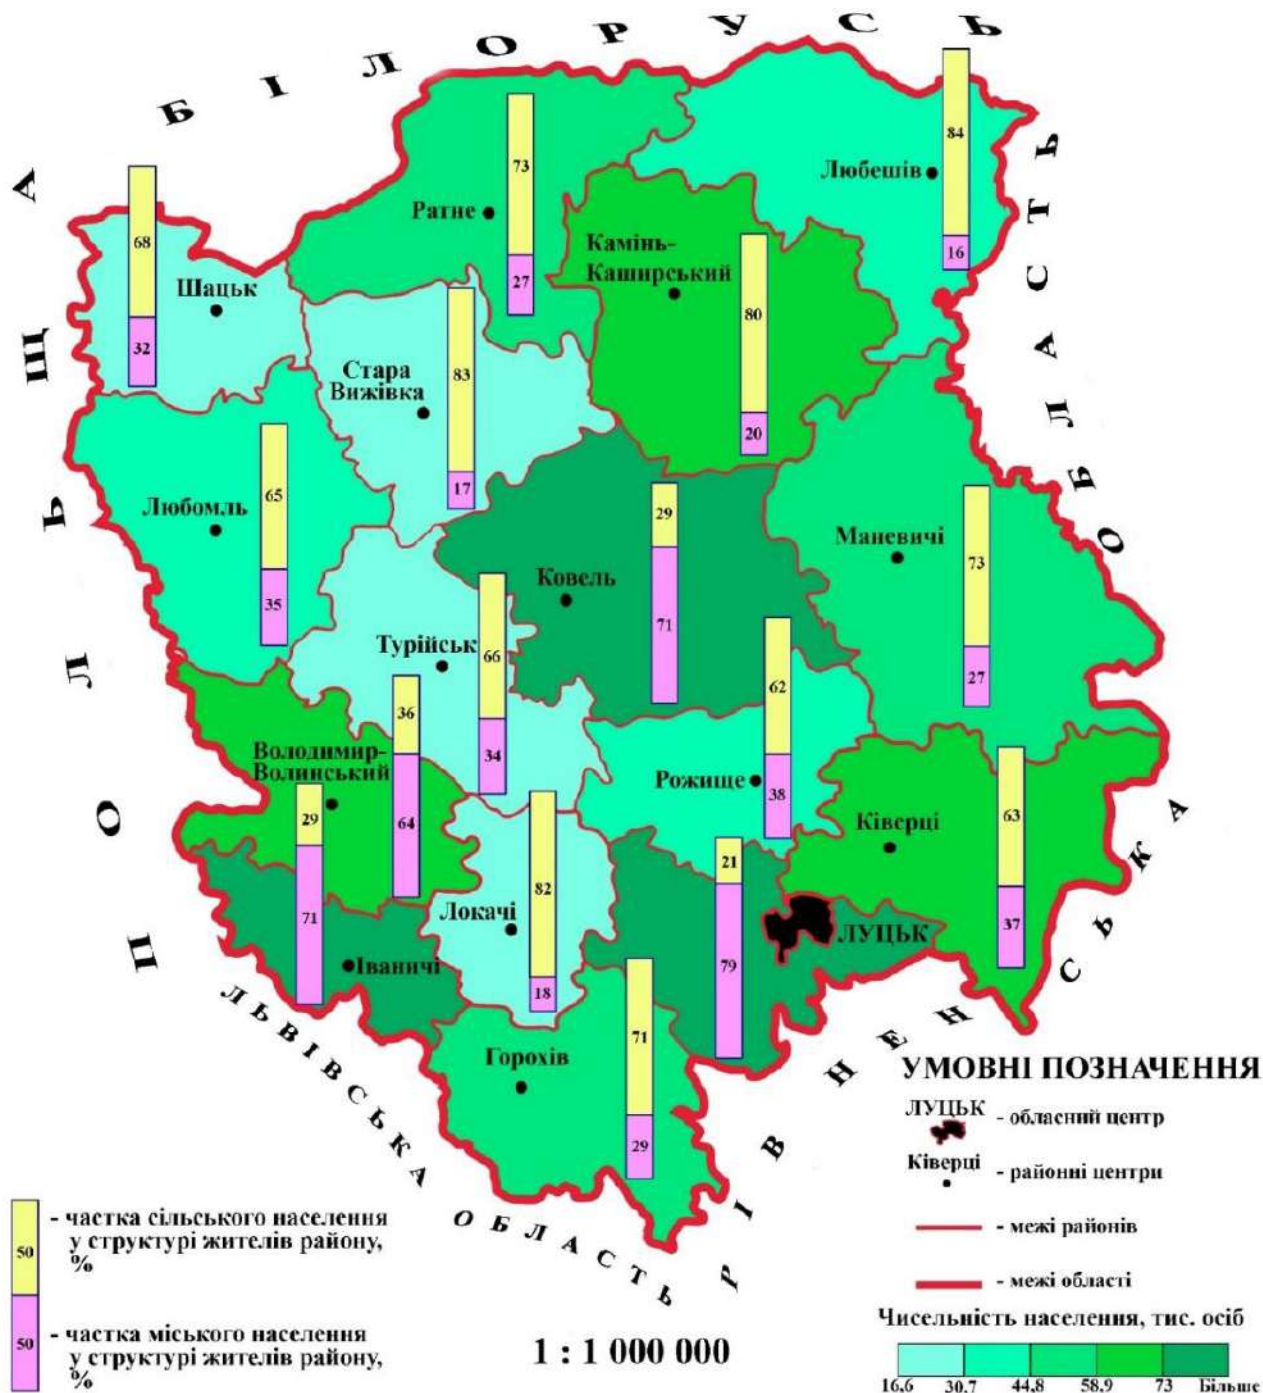 БІЛОРУСЬ
ПОЛЬЩА
РІВНЕНСЬКА ОБЛАСТЬ
ЛЬВІВСЬКА ОБЛАСТЬ
84
Любешів
16
73
Ратне
27
68
Шацьк
32
Камінь-
Каширський
80
20
83
Стара
Вижівка
17
65
Любомль
35
29
Ковель
71
Маневичі
73
27
Турійськ
66
34
62
Рожище
38
36
Володимир-
Волинський
64
29
71
Іваничі
63
Ківерці
37
82
Локачі
18
21
ЛУЦЬК
79
71
Горохів
29
УМОВНІ ПОЗНАЧЕННЯ
ЛУЦЬК - обласний центр
Ківерці - районні центри
- межі районів
- межі області
Чисельність населення, тис. осіб
16,6 30,7 44,8 58,9 73 Більше
50 - частка сільського населення
у структурі жителів району,
%
50 - частка міського населення
у структурі жителів району,
%
1 : 1 000 000